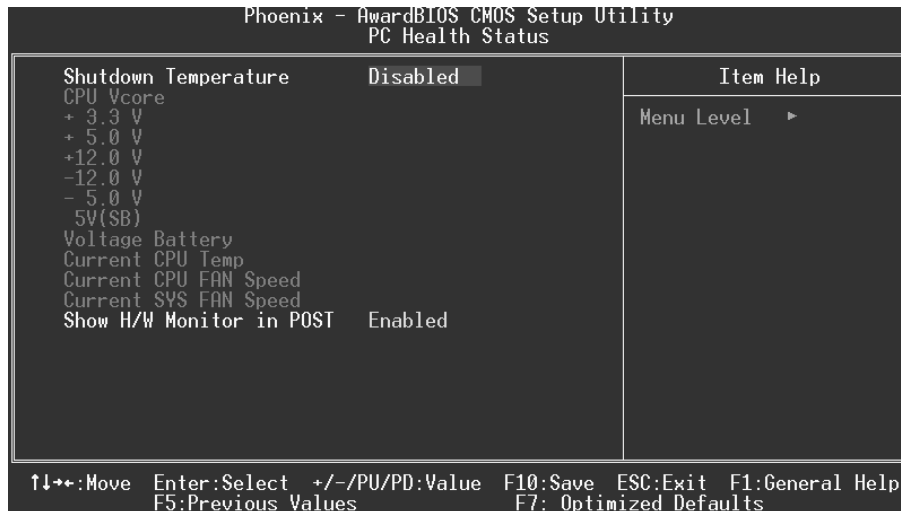 Phoenix - AwardBIOS CMOS Setup Utility
PC Health Status
Shutdown Temperature Disabled
CPU Vcore
+ 3.3 V
+ 5.0 V
+12.0 V
-12.0 V
- 5.0 V
5V(SB)
Voltage Battery
Current CPU Temp
Current CPU FAN Speed
Current SYS FAN Speed
Show H/W Monitor in POST Enabled
Item Help
Menu Level ▸
↑↓→←:Move Enter:Select +/-/PU/PD:Value F10:Save ESC:Exit F1:General Help
F5:Previous Values F7: Optimized Defaults